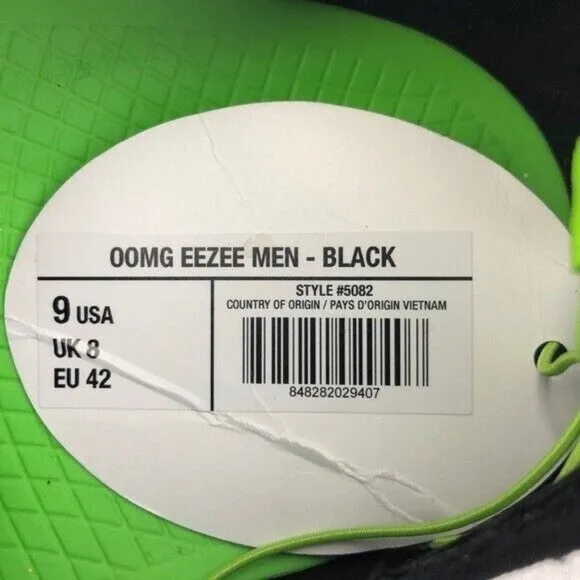 OOMG EEZEE MEN - BLACK
9 USA
UK 8
EU 42
STYLE #5082
COUNTRY OF ORIGIN / PAYS D'ORIGIN VIETNAM
848282029407